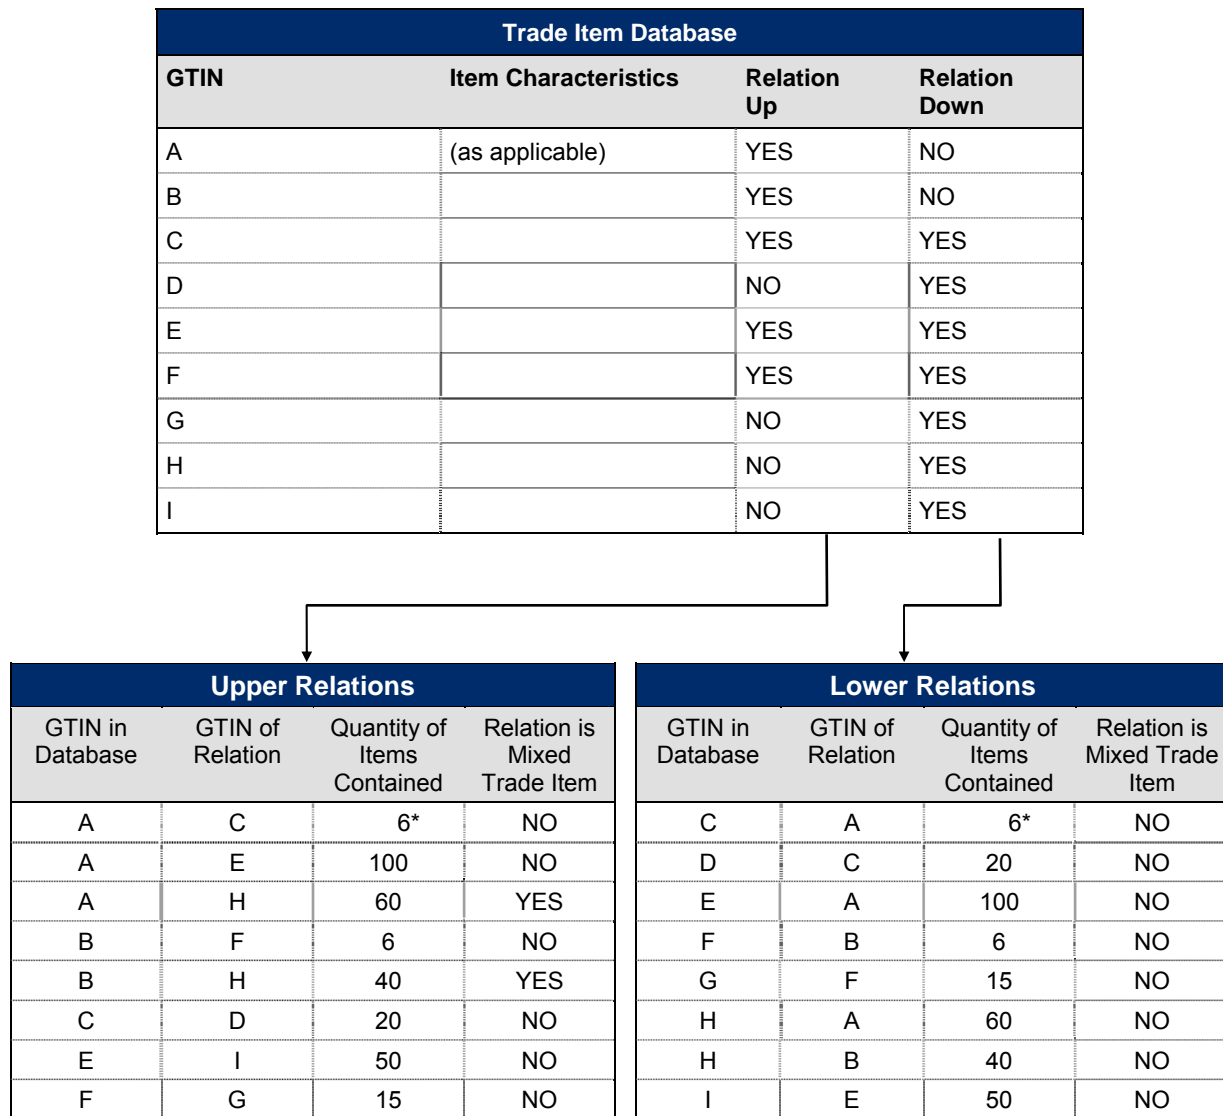 Trade Item Database
GTIN Item Characteristics Relation Relation
Up Down
A (as applicable) YES NO
B YES NO
C YES YES
D NO YES
E YES YES
F YES YES
G NO YES
H NO YES
I NO YES
Upper Relations
GTIN in GTIN of Quantity of Relation is
Database Relation Items Mixed
Contained Trade Item
A C 6* NO
A E 100 NO
A H 60 YES
B F 6 NO
B H 40 YES
C D 20 NO
E I 50 NO
F G 15 NO
Lower Relations
GTIN in GTIN of Quantity of Relation is
Database Relation Items Mixed Trade
Contained Item
C A 6* NO
D C 20 NO
E A 100 NO
F B 6 NO
G F 15 NO
H A 60 NO
H B 40 NO
I E 50 NO